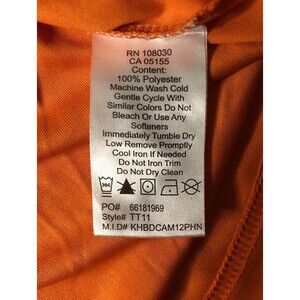 RN 108030
CA 05155
Content:
100% Polyester
Machine Wash Cold
Gentle Cycle With
Similar Colors Do Not
Bleach Or Use Any
Softeners
Immediately Tumble Dry
Low Remove Promptly
Cool Iron If Needed
Do Not Iron Trim
Do Not Dry Clean
PO# 66181969
Style# TT11
M.I.D# KHBDCAM12PHN